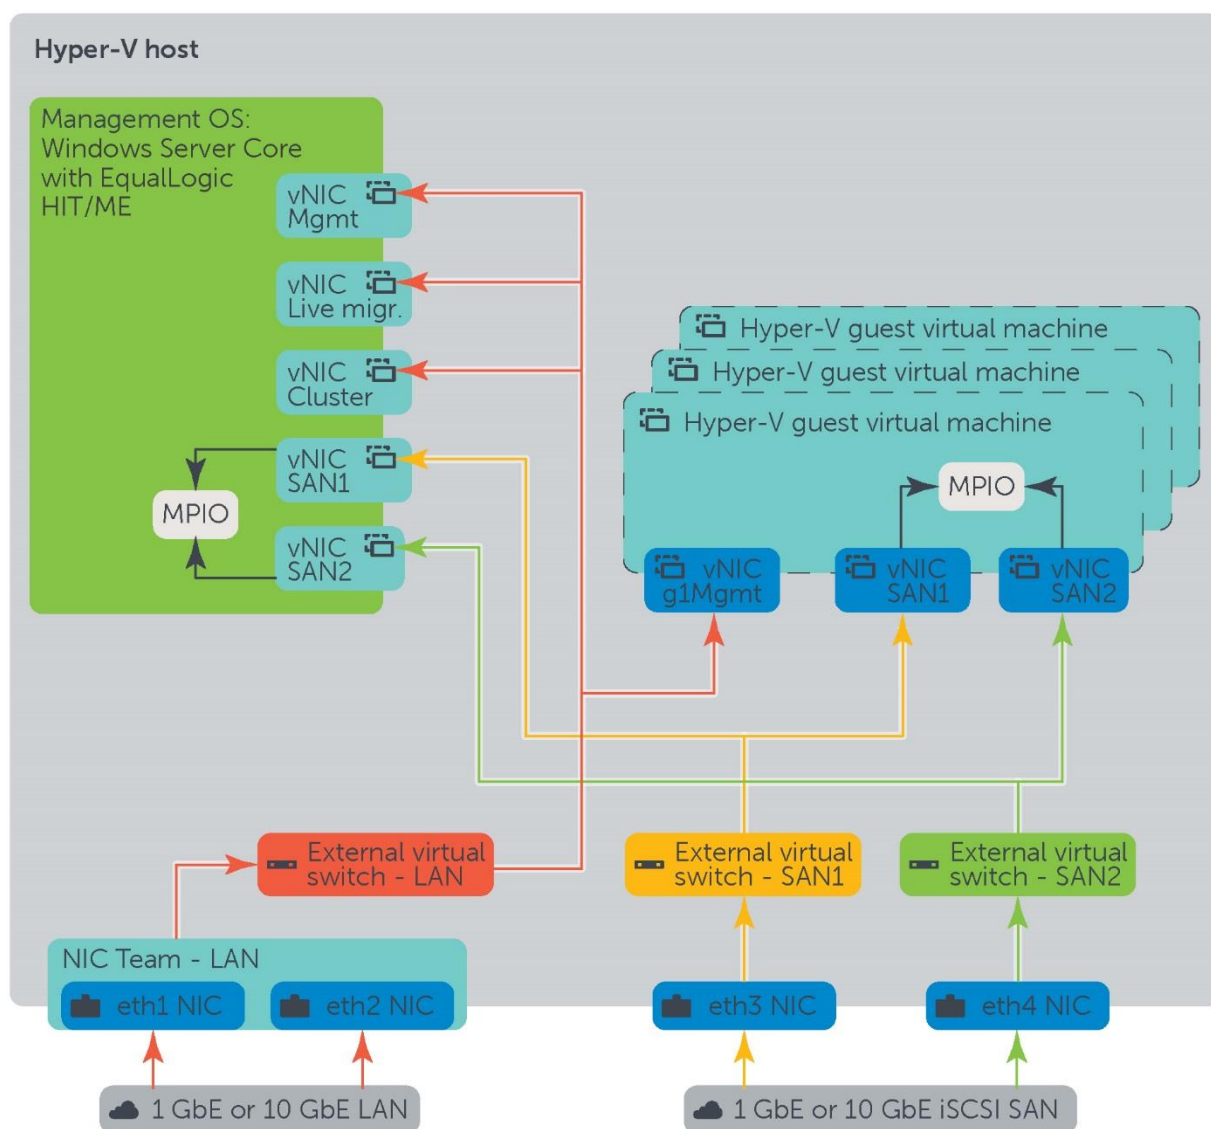 Hyper-V host
Management OS:
Windows Server Core
with EqualLogic
HIT/ME
vNIC
Mgmt
vNIC
Live migr.
vNIC
Cluster
vNIC
SAN1
MPIO
vNIC
SAN2
Hyper-V guest virtual machine
Hyper-V guest virtual machine
Hyper-V guest virtual machine
MPIO
vNIC
g1Mgmt
vNIC
SAN1
vNIC
SAN2
External virtual
switch - LAN
External virtual
switch - SAN1
External virtual
switch - SAN2
NIC Team - LAN
eth1 NIC
eth2 NIC
eth3 NIC
eth4 NIC
1 GbE or 10 GbE LAN
1 GbE or 10 GbE iSCSI SAN